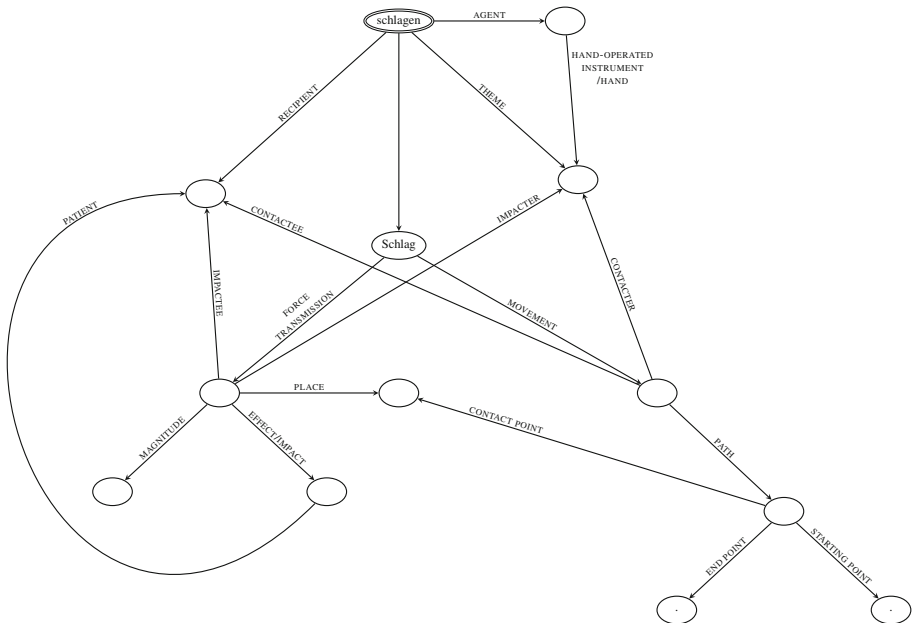 schlagen
AGENT
HAND-OPERATED
INSTRUMENT
/HAND
RECIPIENT
THEME
PATIENT
CONTACTEE
IMPACTER
Schlag
IMPACTEE
FORCE
TRANSMISSION
MOVEMENT
CONTACTER
PLACE
MAGNITUDE
EFFECT/IMPACT
CONTACT POINT
PATH
END POINT
STARTING POINT
.
.